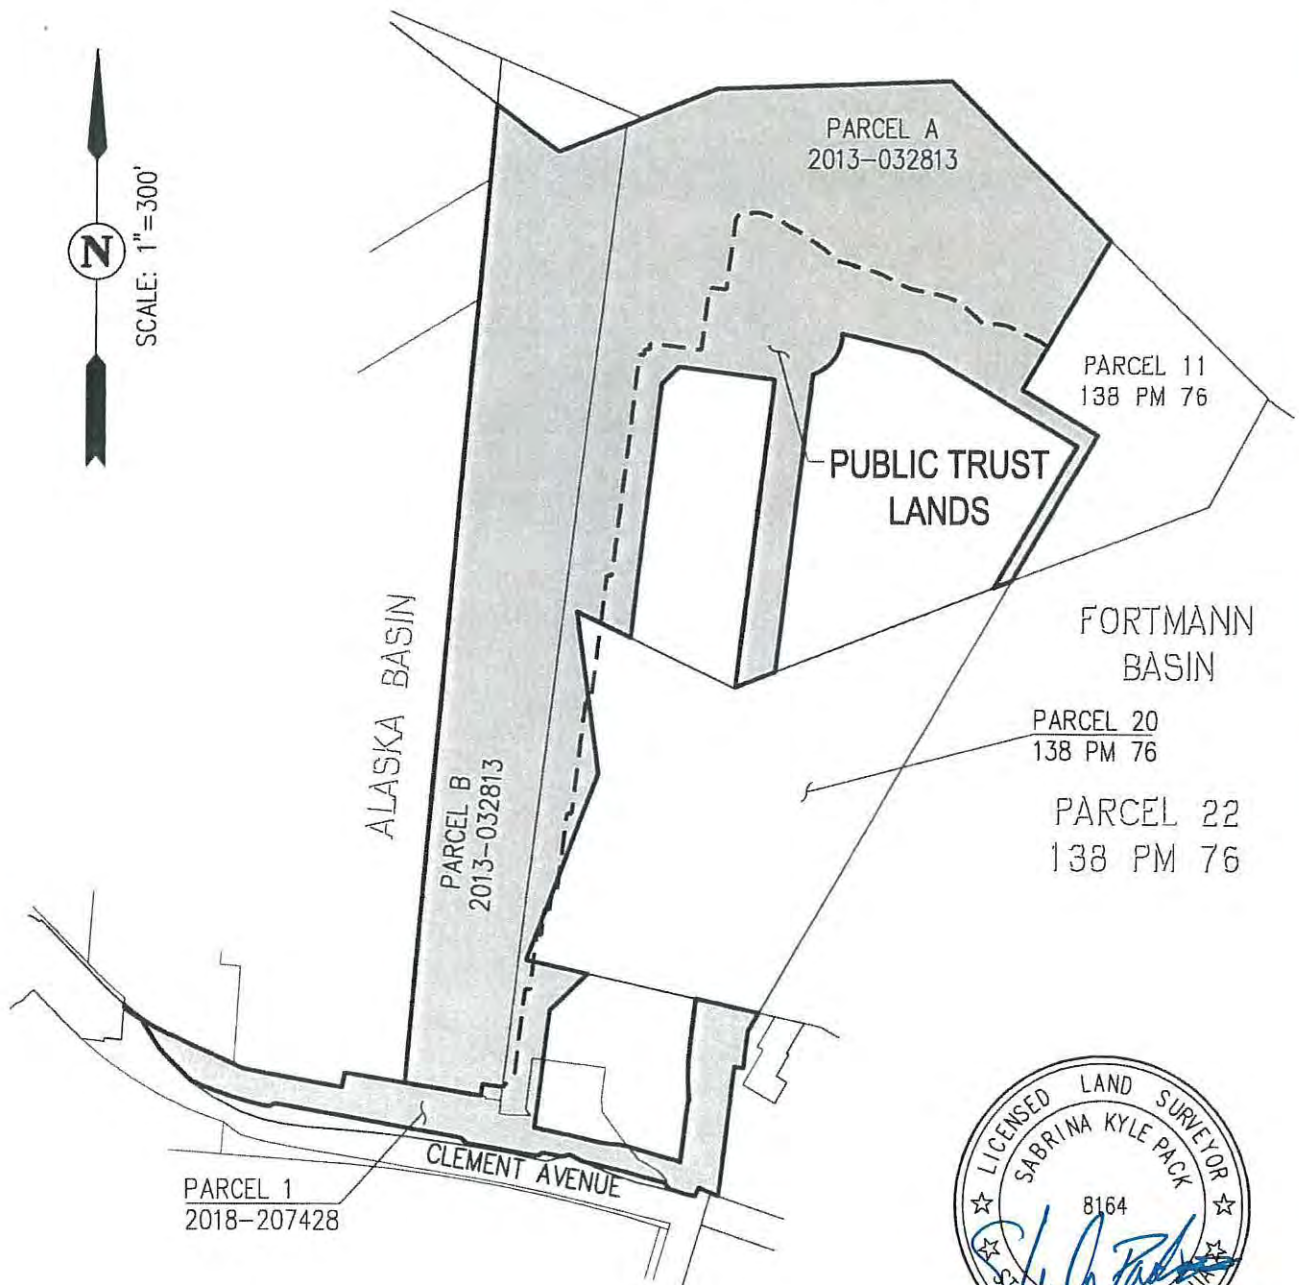 PARCEL A
2013-032813
N
SCALE: 1"=300'
PARCEL 11
138 PM 76
PUBLIC TRUST
LANDS
ALASKA BASIN
FORTMANN
BASIN
PARCEL 20
138 PM 76
PARCEL B
2013-032813
PARCEL 22
138 PM 76
CLEMENT AVENUE
PARCEL 1
2018-207428
LICENSED LAND SURVEYOR
SABRINA KYLE PACK
8164